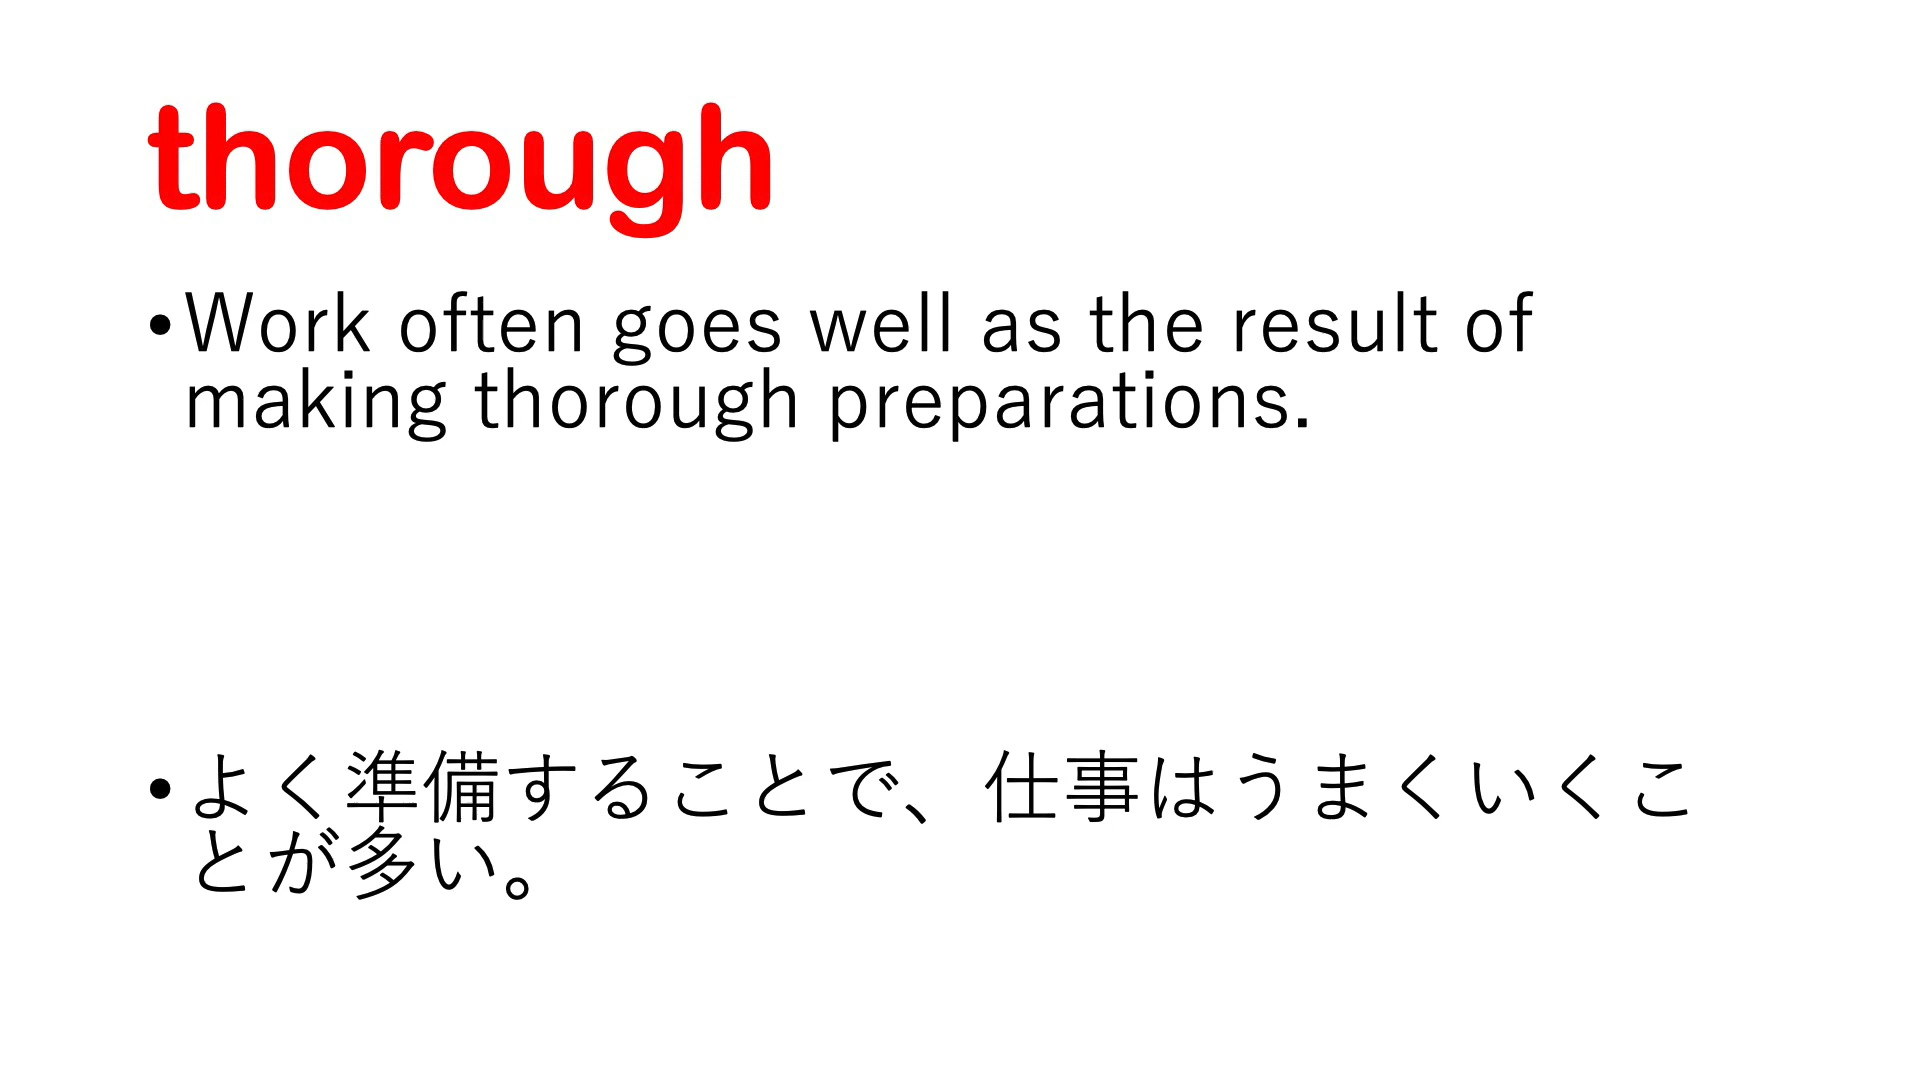 thorough
•Work often goes well as the result of
making thorough preparations.
•よく準備することで、仕事はうまくいくこ
とが多い。